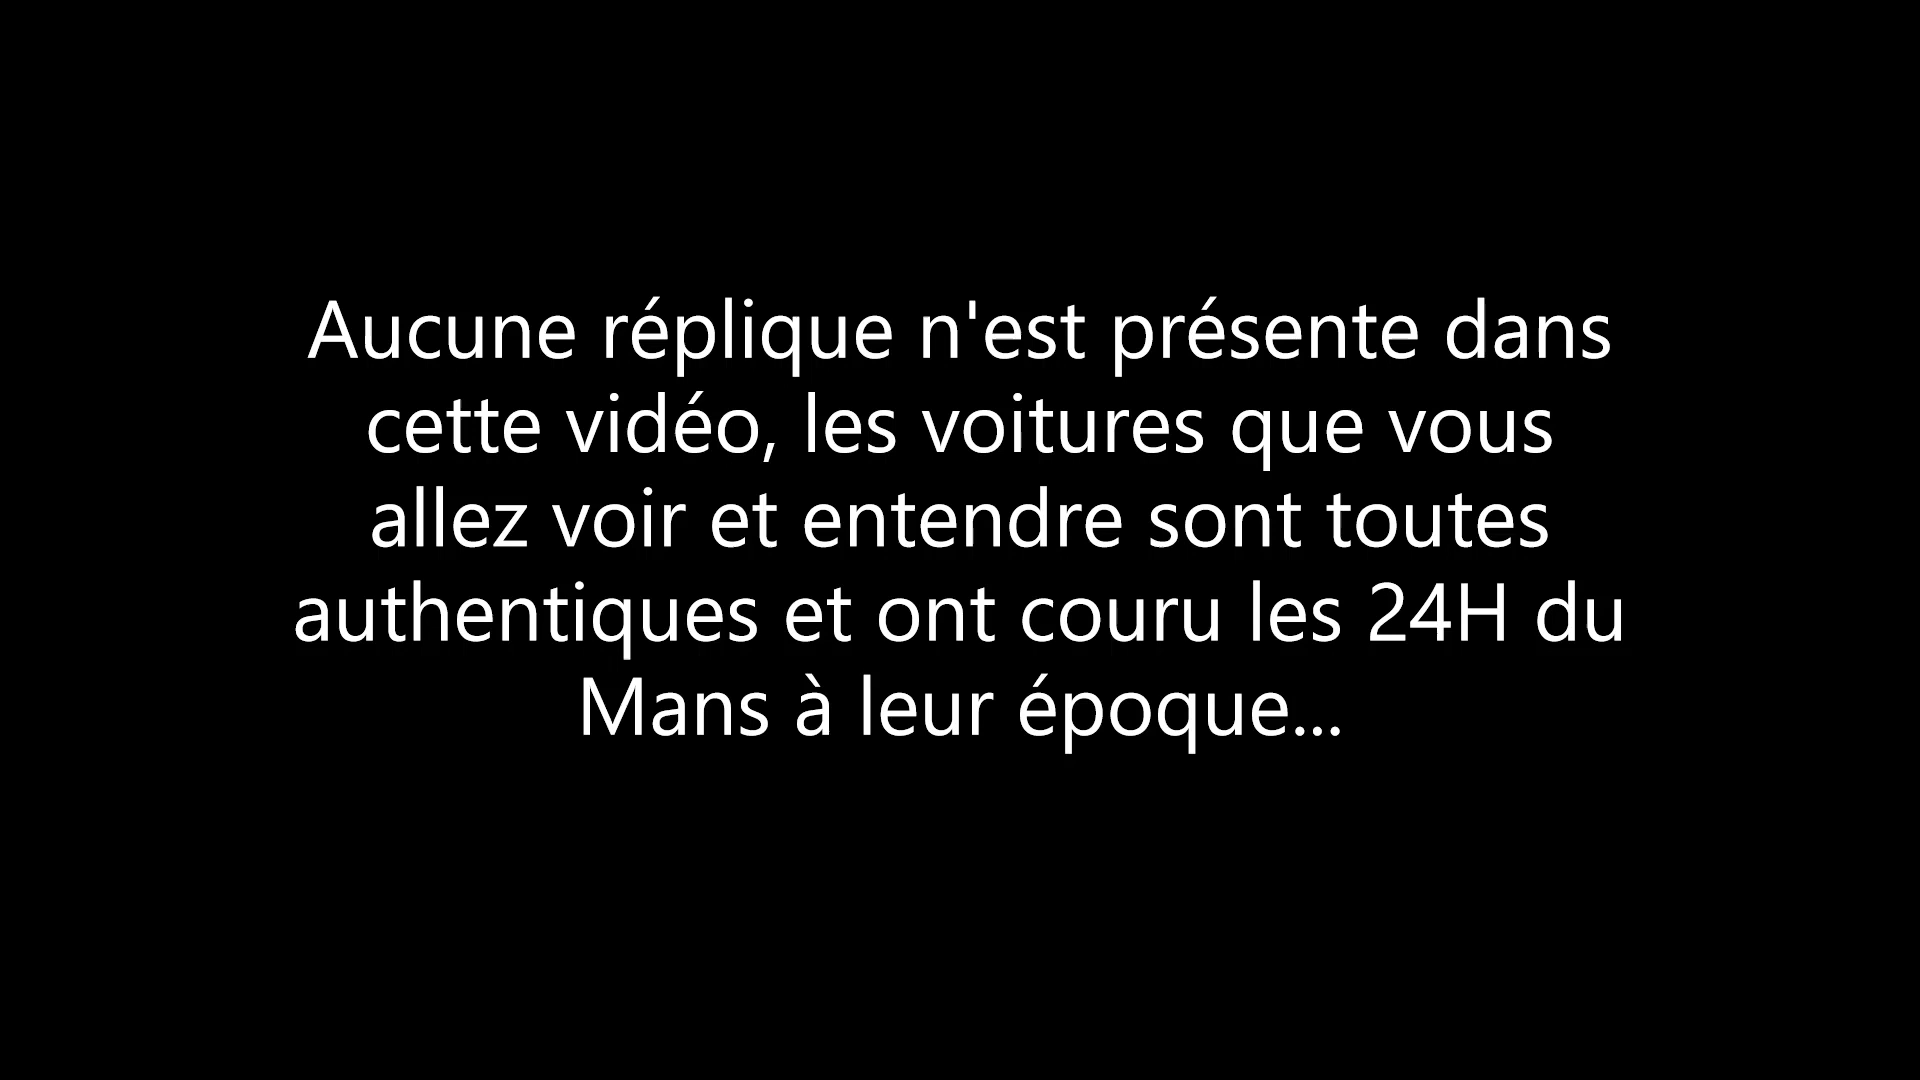 Aucune réplique n'est présente dans
cette vidéo, les voitures que vous
allez voir et entendre sont toutes
authentiques et ont couru les 24H du
Mans à leur époque...